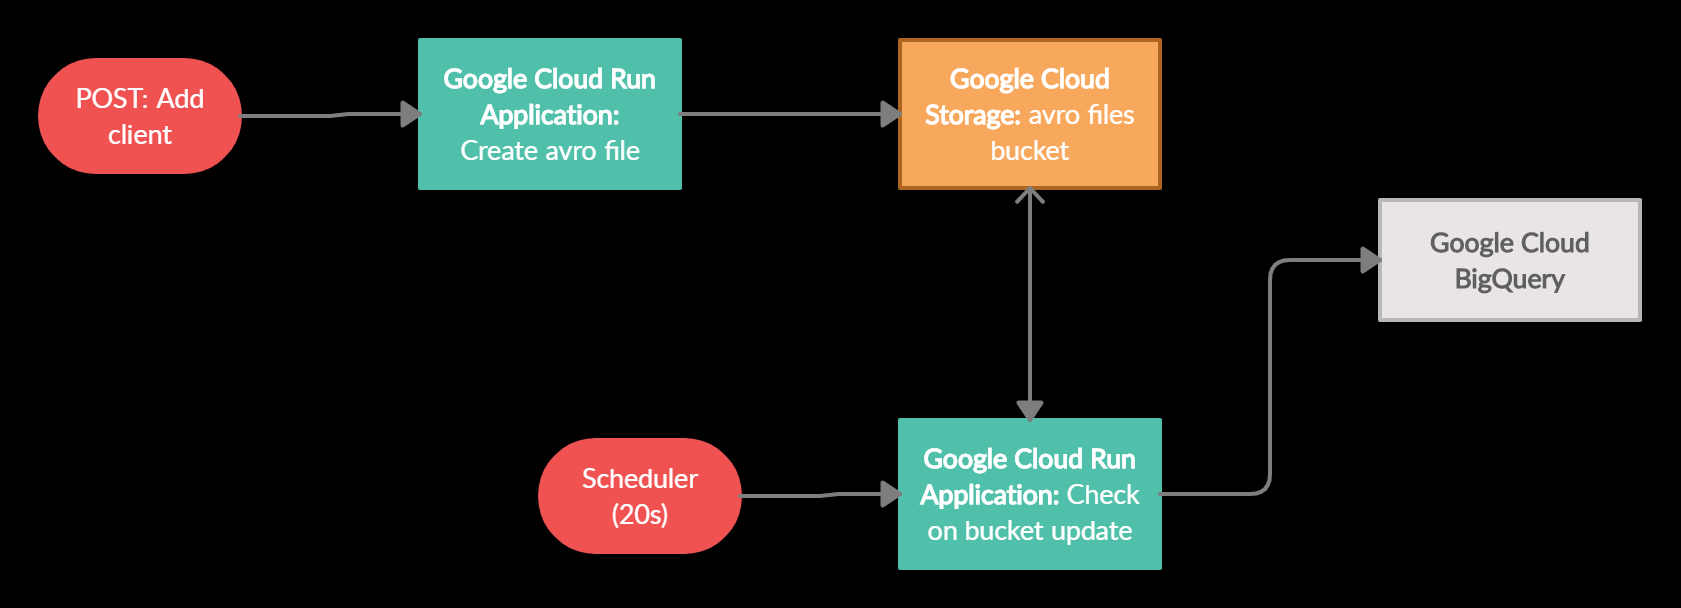 POST: Add
client
Google Cloud Run
Application:
Create avro file
Google Cloud
Storage: avro files
bucket
Google Cloud
BigQuery
Scheduler
(20s)
Google Cloud Run
Application: Check
on bucket update